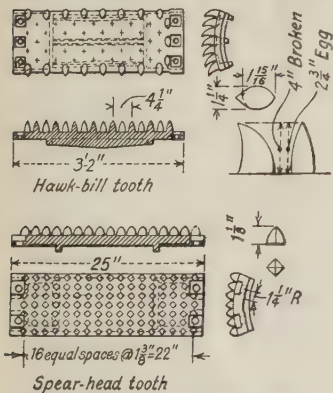 4 1/4"
1 15/16"
1 1/4"
4" Broken
2 3/4" Egg
3'2"
Hawk-bill tooth
25"
1 1/8"
1 1/4" R
16 equal spaces @ 1 3/8" = 22"
Spear-head tooth